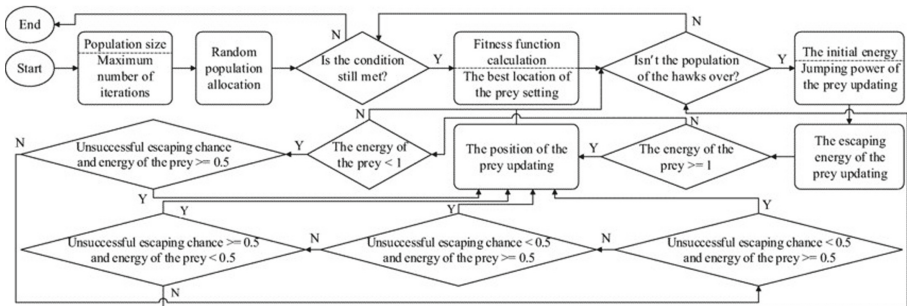 End
N
N
Start
Population size
Maximum
number of
iterations
Random
population
allocation
Is the condition
still met?
Y
Fitness function
calculation
The best location of
the prey setting
Isn't the population
of the hawks over?
Y
The initial energy
Jumping power of
the prey updating
N
Unsuccessful escaping chance
and energy of the prey >= 0.5
Y
N
The energy of
the prey < 1
The position of the
prey updating
Y
N
The energy of the
prey >= 1
The escaping
energy of the
prey updating
Y
Y
Y
Y
Unsuccessful escaping chance >= 0.5
and energy of the prey < 0.5
N
Unsuccessful escaping chance < 0.5
and energy of the prey >= 0.5
N
Unsuccessful escaping chance < 0.5
and energy of the prey >= 0.5
N